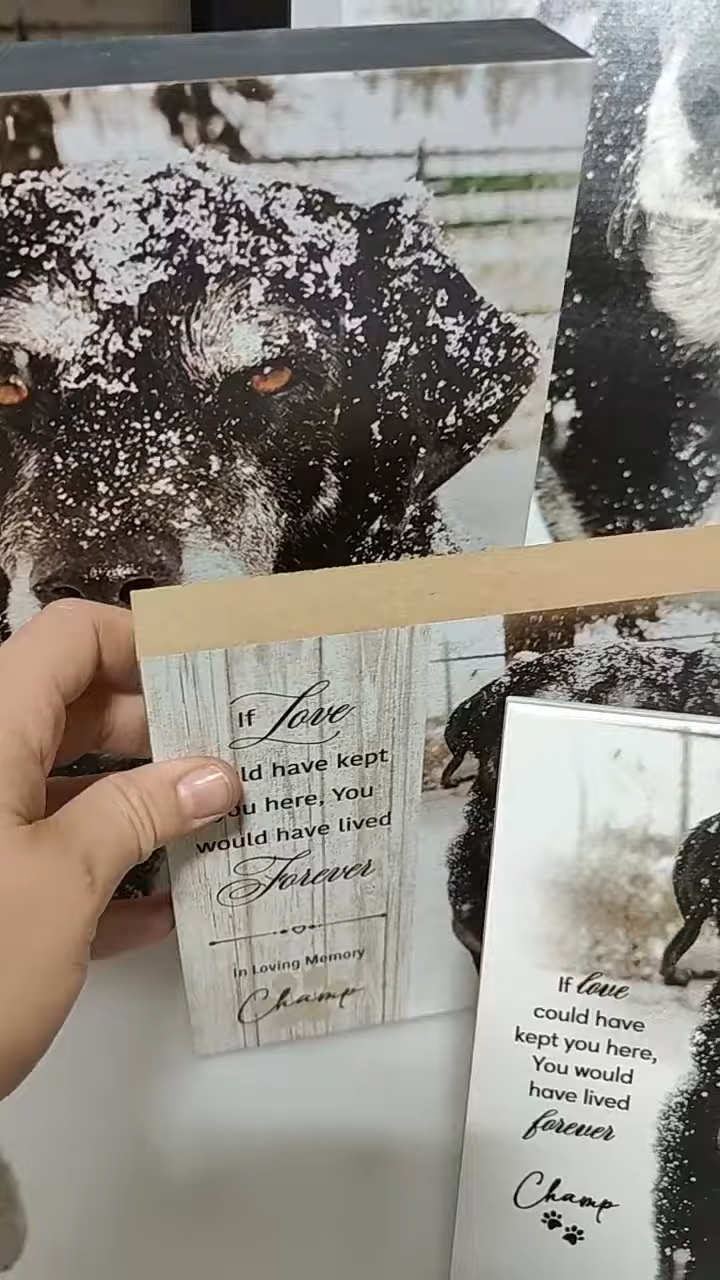 If Love
ld have kept
ou here, You
would have lived
Forever
In Loving Memory
Champ
If love
could have
kept you here,
You would
have lived
forever
Champ